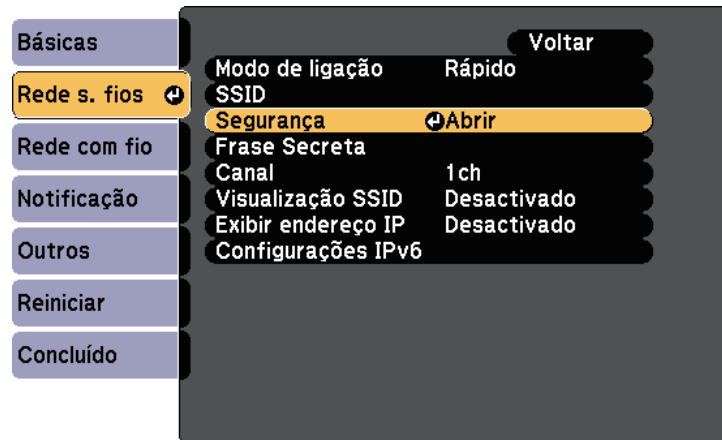 Básicas
Rede s. fios
Rede com fio
Notificação
Outros
Reiniciar
Concluído
Voltar
Modo de ligação Rápido
SSID
Segurança Abrir
Frase Secreta
Canal 1ch
Visualização SSID Desactivado
Exibir endereço IP Desactivado
Configurações IPv6